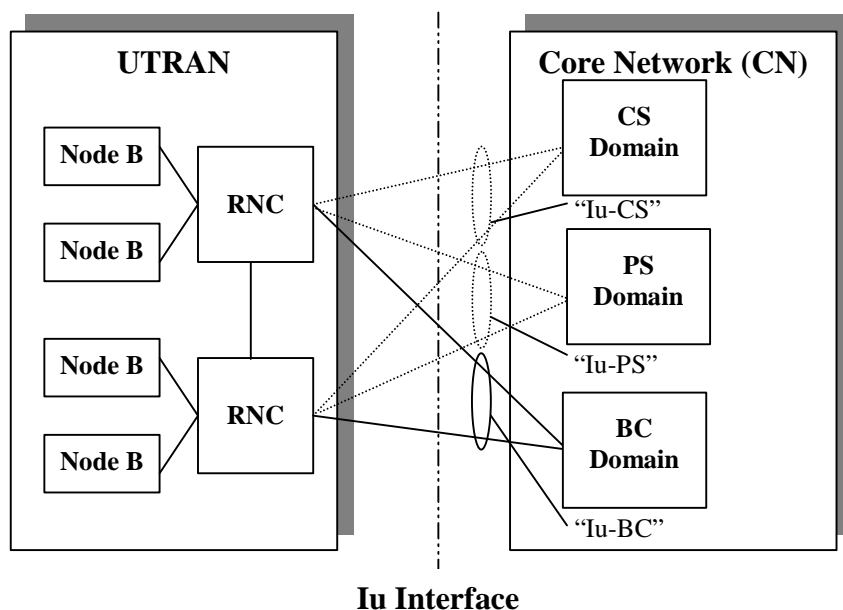 UTRAN
Core Network (CN)
Node B
Node B
RNC
Node B
Node B
RNC
CS
Domain
“Iu-CS”
PS
Domain
“Iu-PS”
BC
Domain
“Iu-BC”
Iu Interface